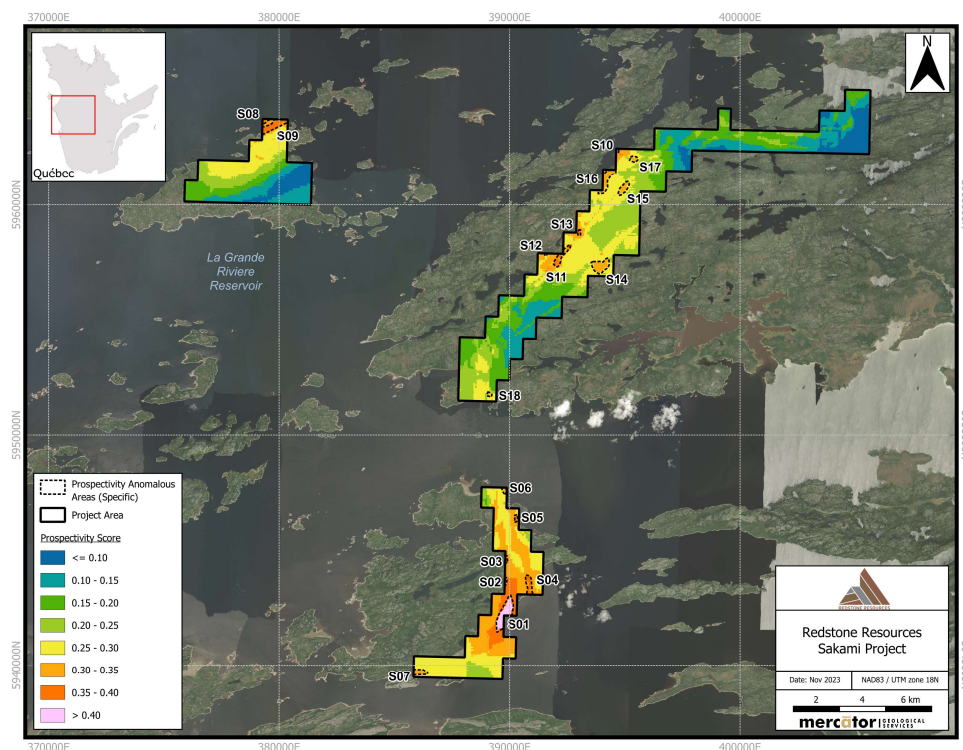 370000E
380000E
390000E
400000E
N
Québec
5960000N
5950000N
5940000N
La Grande
Riviere
Reservoir
S08
S09
S10
S17
S16
S15
S13
S12
S11
S14
S18
S06
S05
S03
S02
S04
S01
S07
Prospectivity Anomalous
Areas (Specific)
Project Area
Prospectivity Score
<= 0.10
0.10 - 0.15
0.15 - 0.20
0.20 - 0.25
0.25 - 0.30
0.30 - 0.35
0.35 - 0.40
> 0.40
REDSTONE RESOURCES
Redstone Resources
Sakami Project
Date: Nov 2023
NAD83 / UTM zone 18N
2 4 6 km
mercator GEOLOGICAL
SERVICES
370000E
380000E
390000E
400000E